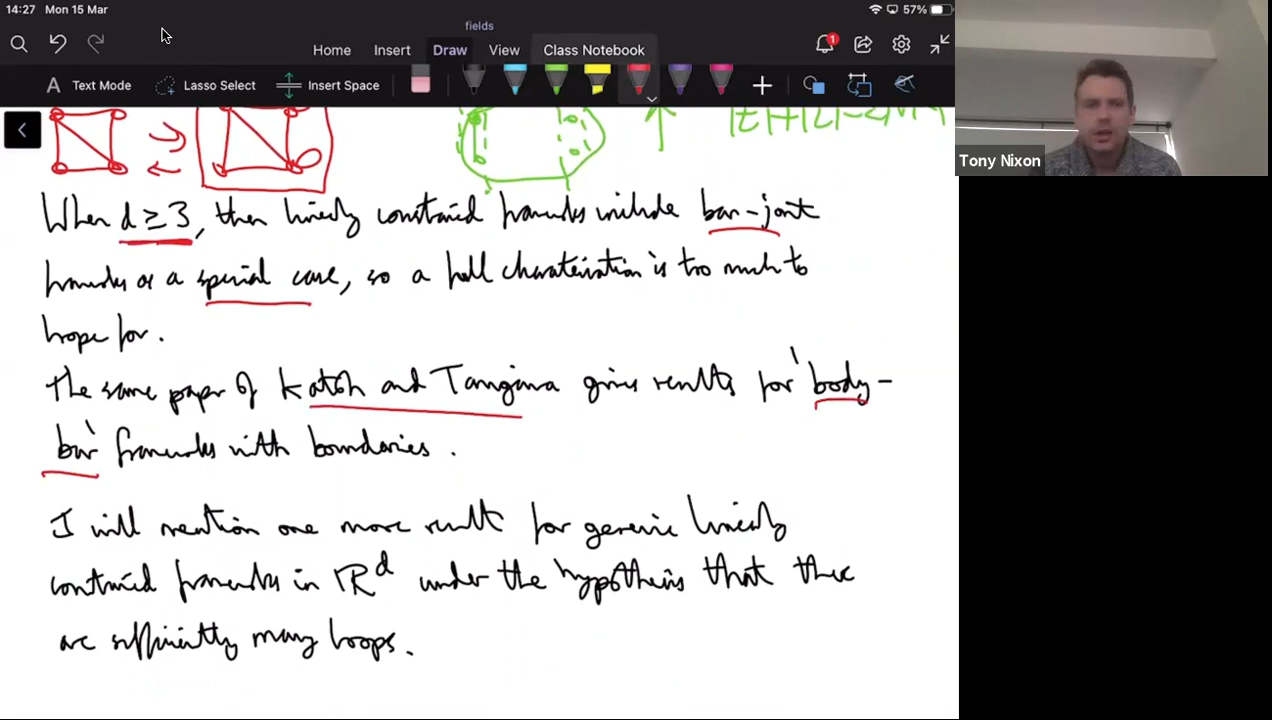 14:27 Mon 15 Mar
57%
fields
Home Insert Draw View Class Notebook
1
A Text Mode Lasso Select Insert Space
Tony Nixon
When d ≥ 3, then linearly constrained frameworks include bar-joint
frameworks as a special case, so a full characterisation is too much to
hope for.
The same paper of Katoh and Tanigawa gives results for 'body-
bar' frameworks with boundaries.
I will mention one more result for generic linearly
constrained frameworks in ℝᵈ under the hypothesis that there
are sufficiently many loops.